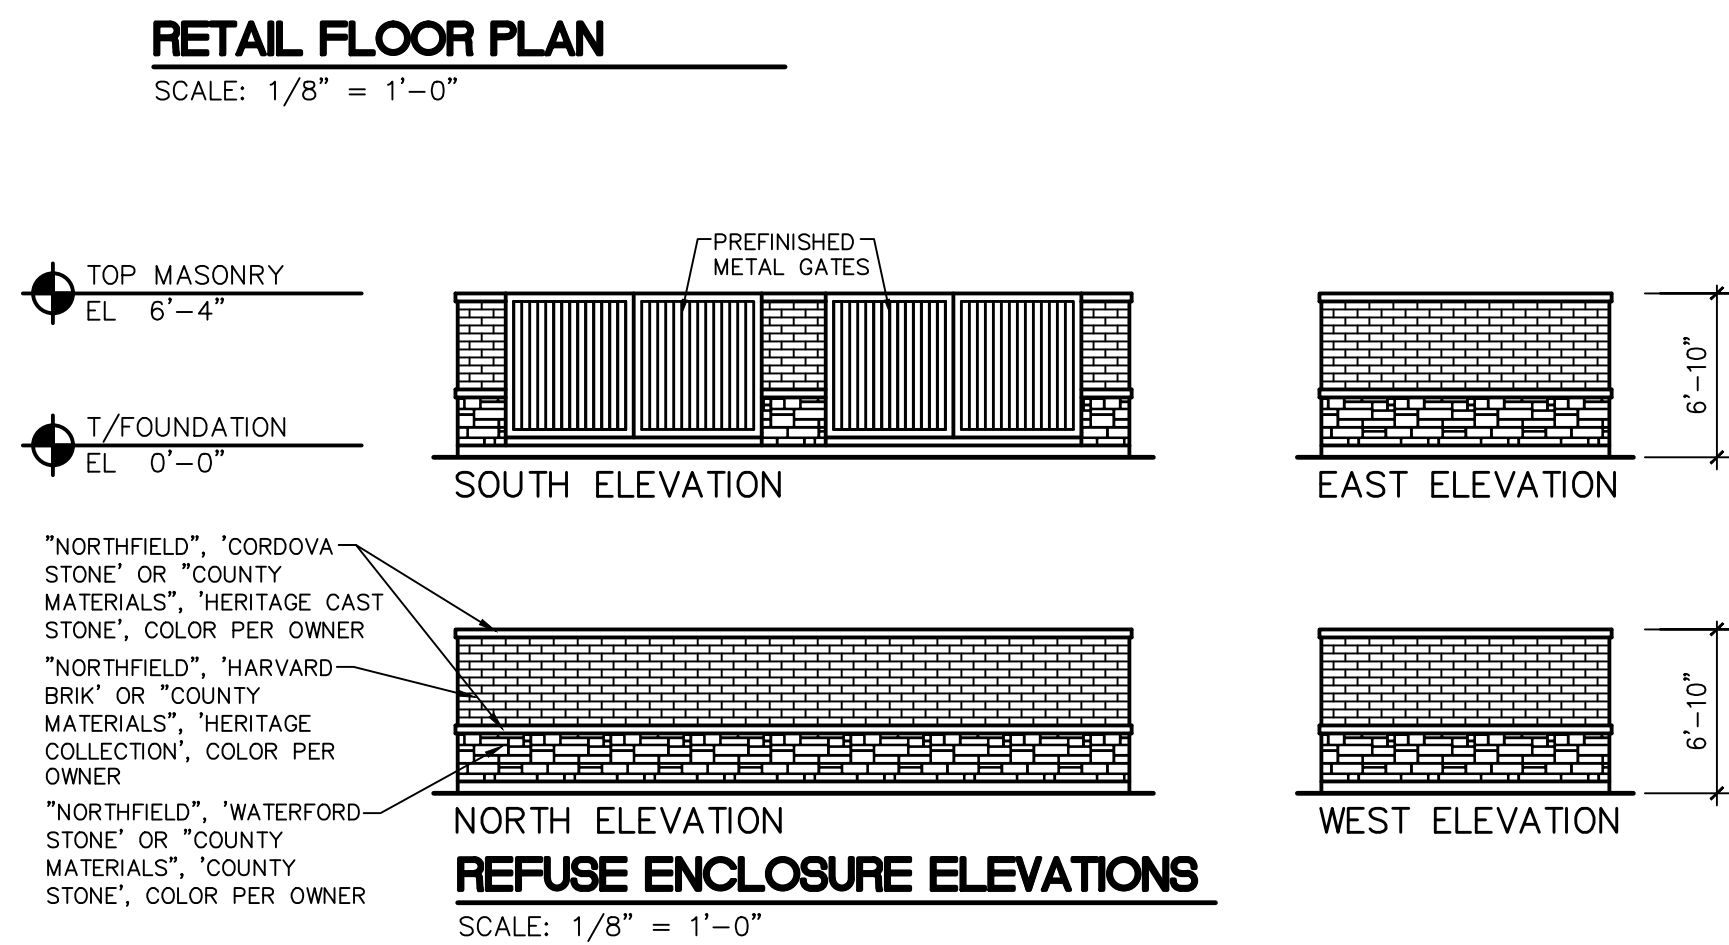 RETAIL FLOOR PLAN
SCALE: 1/8" = 1'-0"
PREFINISHED
METAL GATES
TOP MASONRY
EL 6'-4"
T/FOUNDATION
EL 0'-0"
6'-10"
SOUTH ELEVATION
EAST ELEVATION
"NORTHFIELD", 'CORDOVA
STONE' OR "COUNTY
MATERIALS", 'HERITAGE CAST
STONE', COLOR PER OWNER
"NORTHFIELD", 'HARVARD
BRIK' OR "COUNTY
MATERIALS", 'HERITAGE
COLLECTION', COLOR PER
OWNER
"NORTHFIELD", 'WATERFORD
STONE' OR "COUNTY
MATERIALS", 'COUNTY
STONE', COLOR PER OWNER
6'-10"
NORTH ELEVATION
WEST ELEVATION
REFUSE ENCLOSURE ELEVATIONS
SCALE: 1/8" = 1'-0"